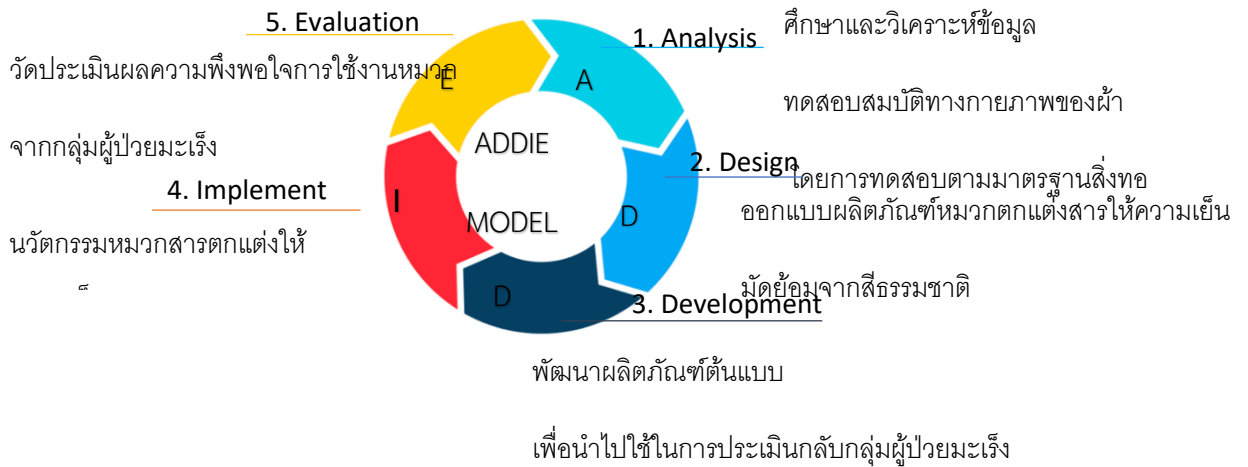 5. Evaluation
วัดประเมินผลความพึงพอใจการใช้งานหมวก
จากกลุ่มผู้ป่วยมะเร็ง
1. Analysis
ศึกษาและวิเคราะห์ข้อมูล
ทดสอบสมบัติทางกายภาพของผ้า
โดยการทดสอบตามมาตรฐานสิ่งทอ
2. Design
ออกแบบผลิตภัณฑ์หมวกตกแต่งสารให้ความเย็น
มัดย้อมจากสีธรรมชาติ
3. Development
พัฒนาผลิตภัณฑ์ต้นแบบ
เพื่อนำไปใช้ในการประเมินกลับกลุ่มผู้ป่วยมะเร็ง
4. Implement
นวัตกรรมหมวกสารตกแต่งให้
E
A
D
D
I
ADDIE
MODEL